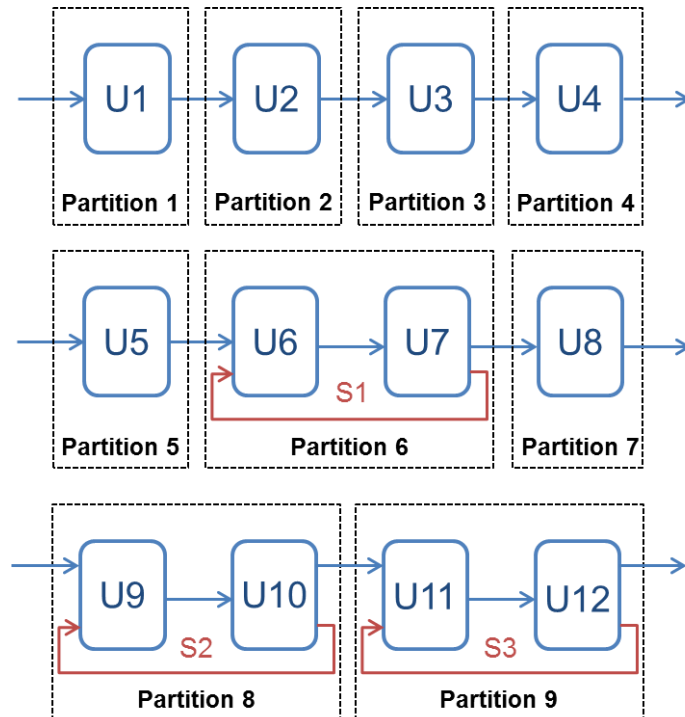 U1 U2 U3 U4
Partition 1 Partition 2 Partition 3 Partition 4
U5 U6 U7 U8
S1
Partition 5 Partition 6 Partition 7
U9 U10 U11 U12
S2 S3
Partition 8 Partition 9